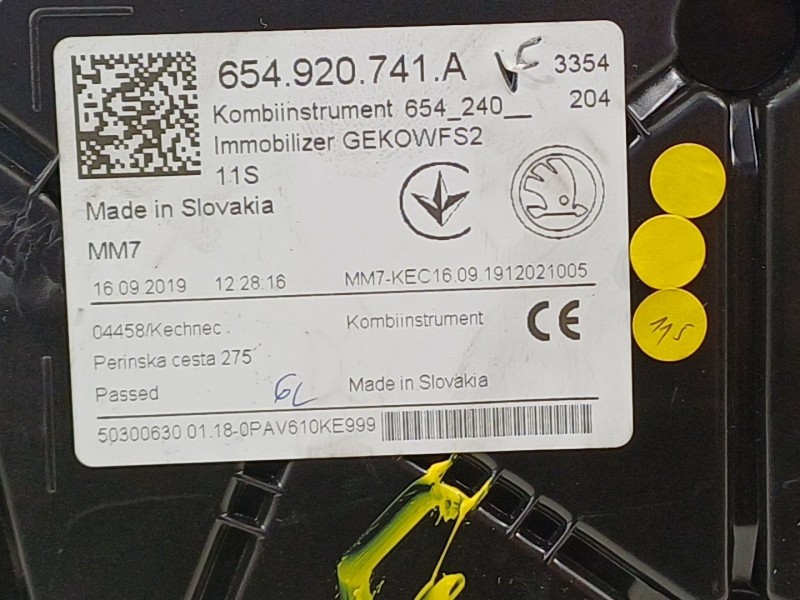 654.920.741.A 3354
Kombiinstrument 654_240__ 204
Immobilizer GEKOWFS2
11S
Made in Slovakia
MM7
16.09.2019 12:28:16 MM7-KEC16.09.1912021005
04458/Kechnec Kombiinstrument CE
Perinska cesta 275
Passed 6L Made in Slovakia
50300630 01.18-0PAV610KE999
11S